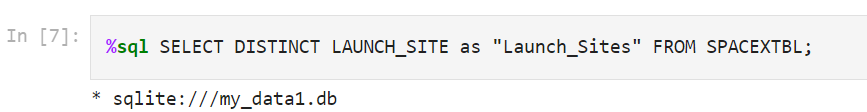 In [7]:
%sql SELECT DISTINCT LAUNCH_SITE as "Launch_Sites" FROM SPACEXTBL;
* sqlite:///my_data1.db